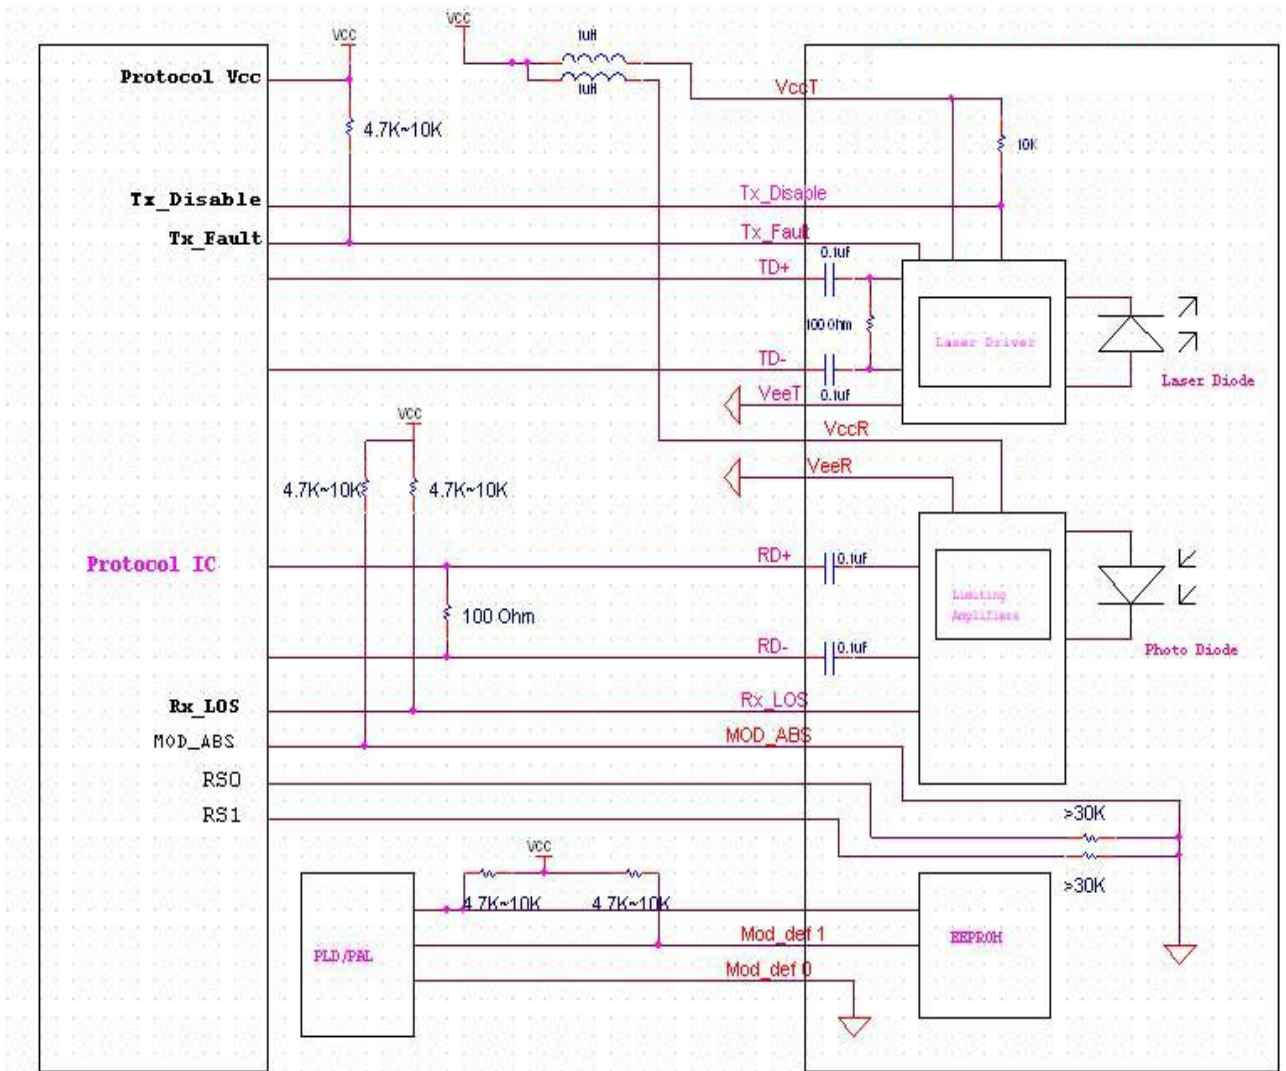 VCC
VCC
1uH
Protocol Vcc
1uH
VccT
4.7K~10K
10K
Tx_Disable
Tx_Disable
Tx_Fault
Tx_Fault
0.1uF
TD+
100 Ohm
Laser Driver
TD-
Laser Diode
VeeT
0.1uF
VCC
VccR
VeeR
4.7K~10K
4.7K~10K
Protocol IC
RD+
0.1uF
Limiting
Amplifiers
100 Ohm
RD-
0.1uF
Photo Diode
Rx_LOS
Rx_LOS
MOD_ABS
MOD_ABS
RS0
RS1
>30K
VCC
>30K
4.7K~10K
4.7K~10K
Mod_def 1
EEPROM
PLD/PAL
Mod_def 0